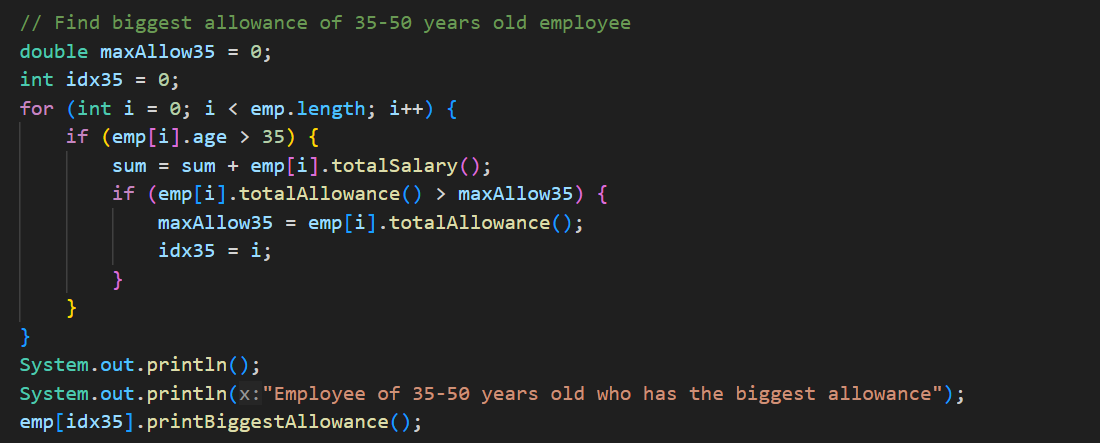 // Find biggest allowance of 35-50 years old employee
double maxAllow35 = 0;
int idx35 = 0;
for (int i = 0; i < emp.length; i++) {
    if (emp[i].age > 35) {
        sum = sum + emp[i].totalSalary();
        if (emp[i].totalAllowance() > maxAllow35) {
            maxAllow35 = emp[i].totalAllowance();
            idx35 = i;
        }
    }
}
System.out.println();
System.out.println(x:"Employee of 35-50 years old who has the biggest allowance");
emp[idx35].printBiggestAllowance();